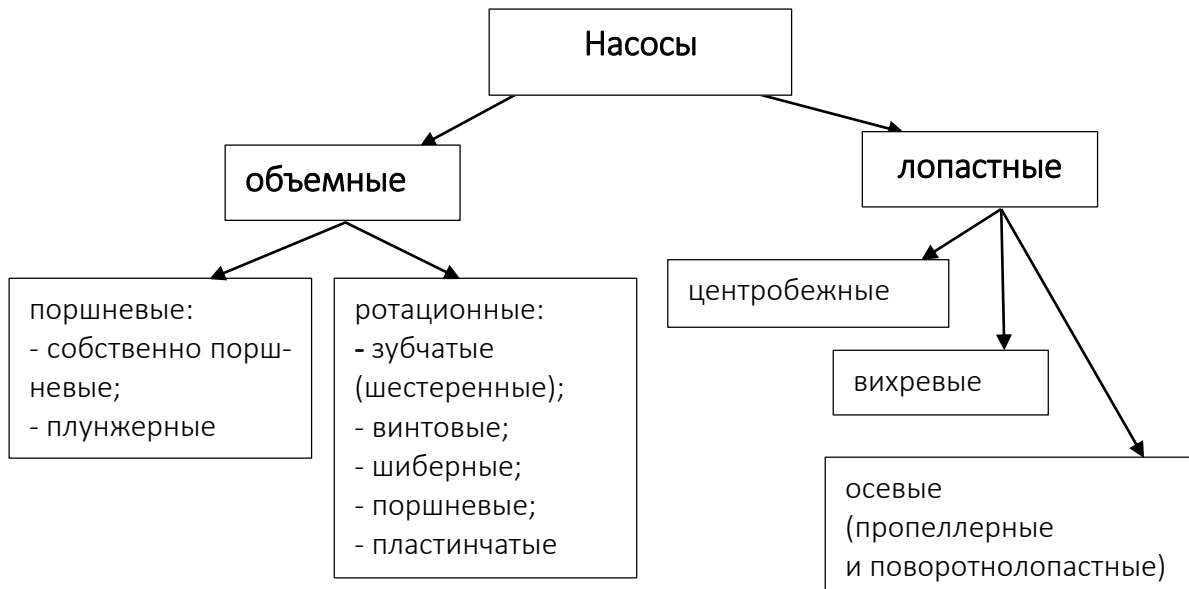 Насосы
объемные
лопастные
поршневые:
- собственно порш-
невые;
- плунжерные
ротационные:
- зубчатые
(шестеренные);
- винтовые;
- шиберные;
- поршневые;
- пластинчатые
центробежные
вихревые
осевые
(пропеллерные
и поворотнолопастные)